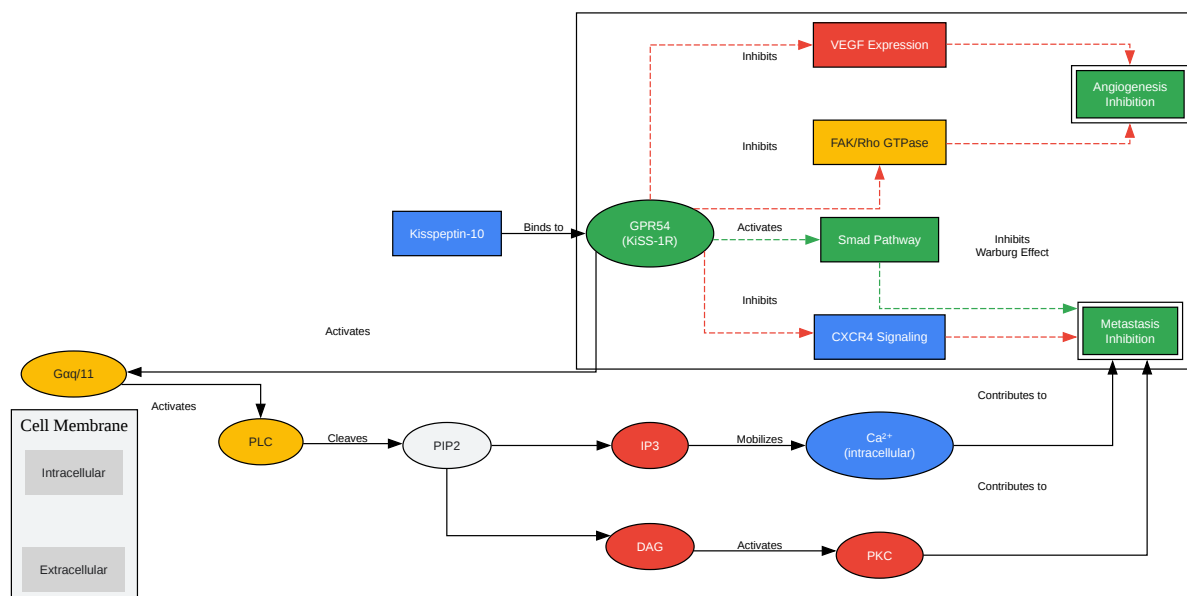 VEGF Expression
Inhibits
Angiogenesis
Inhibition
FAK/Rho GTPase
Inhibits
Kisspeptin-10
Binds to
GPR54
(KiSS-1R)
Activates
Smad Pathway
Inhibits
Warburg Effect
Inhibits
CXCR4 Signaling
Metastasis
Inhibition
Activates
Gαq/11
Activates
Contributes to
PLC
Cleaves
PIP2
IP3
Mobilizes
Ca²⁺
(intracellular)
Contributes to
DAG
Activates
PKC
Cell Membrane
Intracellular
Extracellular